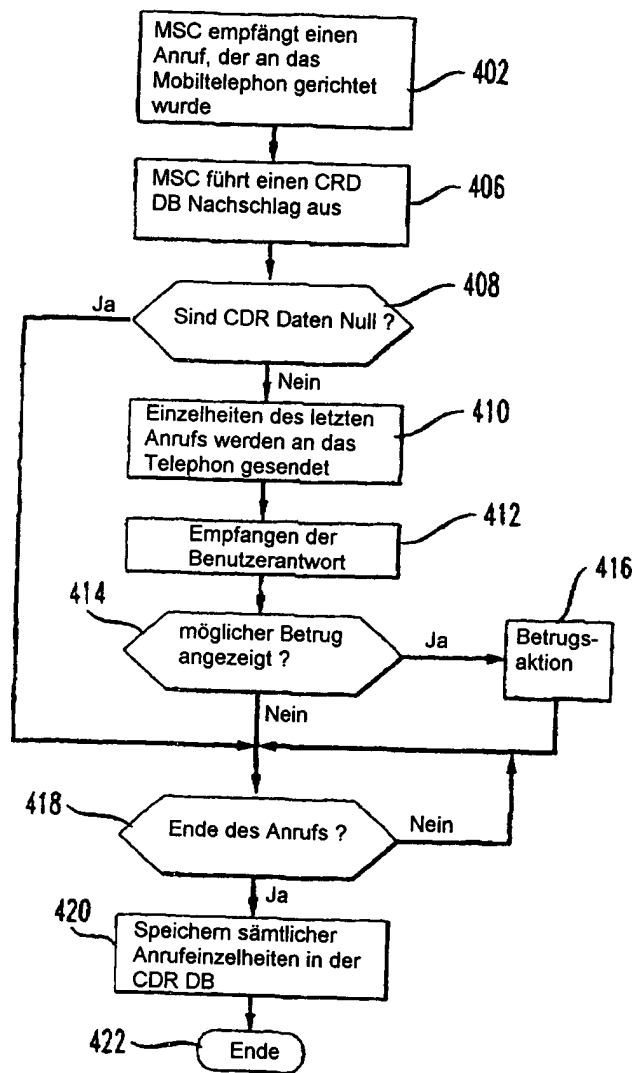 MSC empfängt einen
Anruf, der an das
Mobiltelephon gerichtet
wurde
402
MSC führt einen CRD
DB Nachschlag aus
406
408
Ja
Sind CDR Daten Null ?
Nein
410
Einzelheiten des letzten
Anrufs werden an das
Telephon gesendet
412
Empfangen der
Benutzerantwort
414
416
möglicher Betrug
angezeigt ?
Ja
Betrugs-
aktion
Nein
418
Ende des Anrufs ?
Nein
Ja
420
Speichern sämtlicher
Anrufeinzelheiten in der
CDR DB
422
Ende